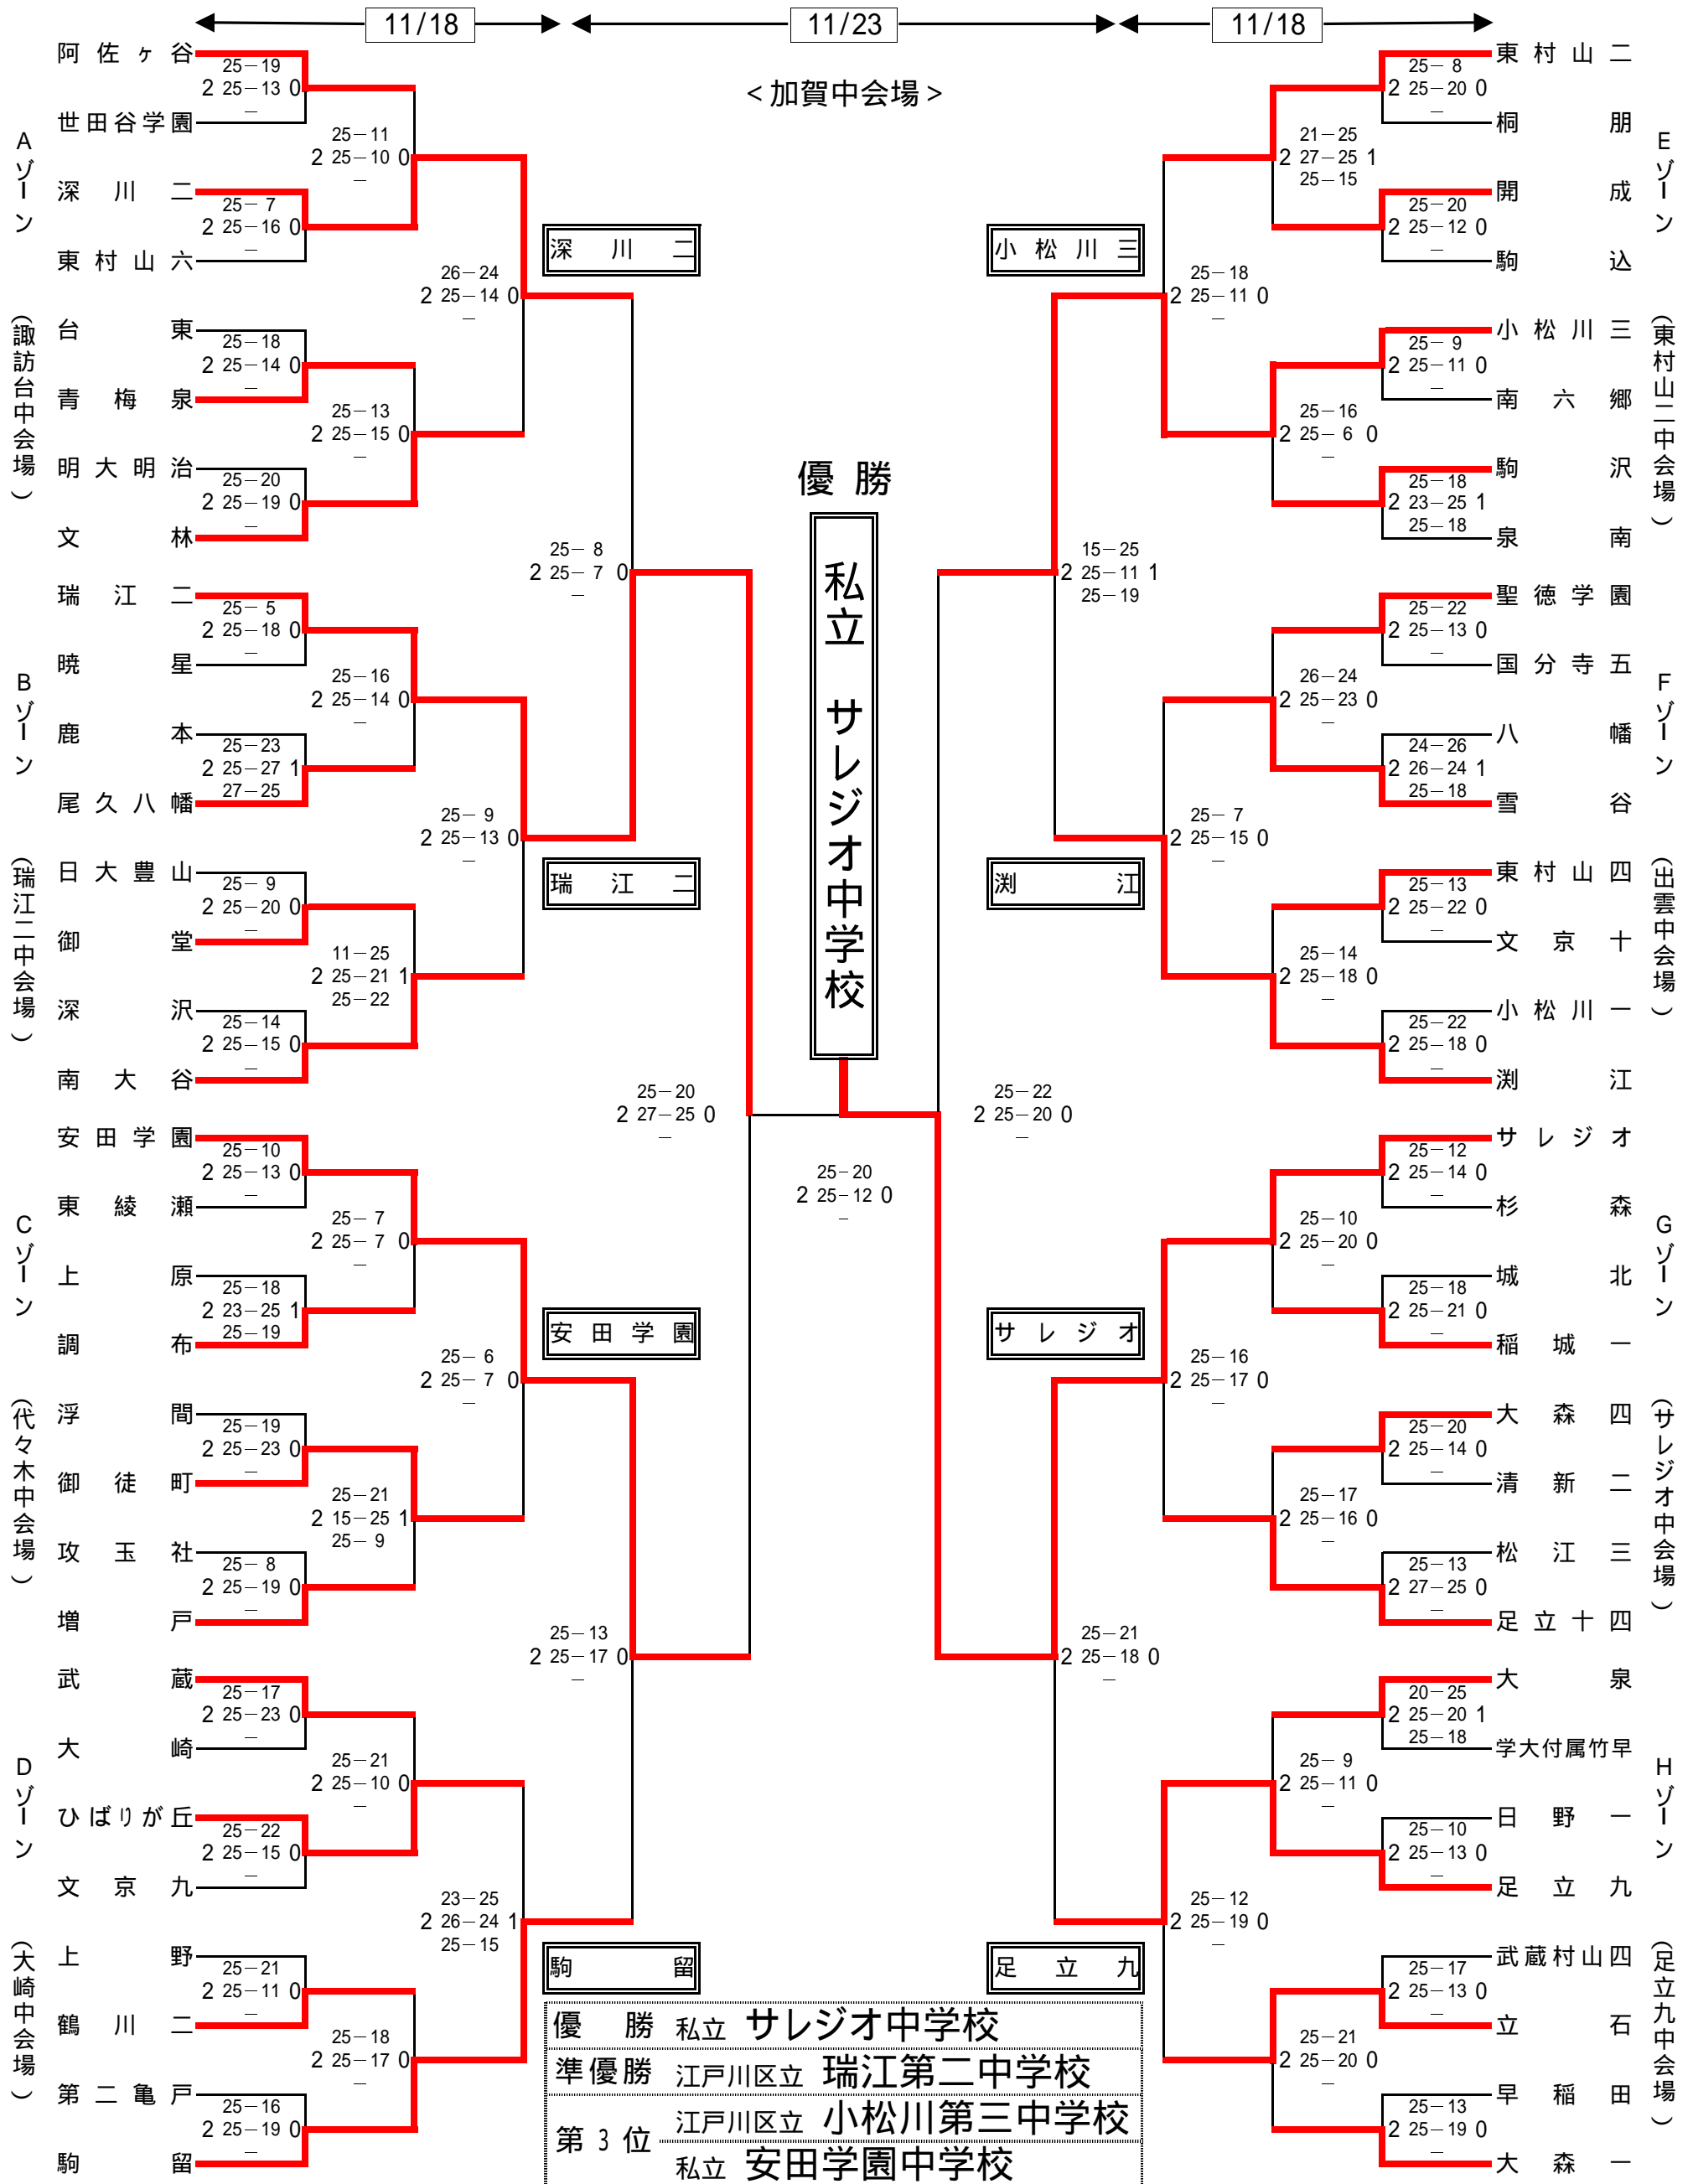 11/18
11/23
11/18
<加賀中会場>
Aゾーン
(諏訪台中会場)
阿佐ヶ谷
25-19
2 25-13 0
-
世田谷学園
25-11
2 25-10 0
-
深川二
25-7
2 25-16 0
-
東村山六
26-24
2 25-14 0
-
深川二
台東
25-18
2 25-14 0
-
青梅泉
25-13
2 25-15 0
-
明大明治
25-20
2 25-19 0
-
文林
25-8
2 25-7 0
-
Bゾーン
(瑞江二中会場)
瑞江二
25-5
2 25-18 0
-
暁星
25-16
2 25-14 0
-
鹿本
25-23
2 25-27 1
27-25
尾久八幡
25-9
2 25-13 0
-
瑞江二
日大豊山
25-9
2 25-20 0
-
御堂
11-25
2 25-21 1
25-22
深沢
25-14
2 25-15 0
-
南大谷
25-20
2 27-25 0
-
Cゾーン
(代々木中会場)
安田学園
25-10
2 25-13 0
-
東綾瀬
25-7
2 25-7 0
-
上原
25-18
2 23-25 1
25-19
調布
25-6
2 25-7 0
-
安田学園
浮間
25-19
2 25-23 0
-
御徒町
25-21
2 15-25 1
25-9
攻玉社
25-8
2 25-19 0
-
増戸
25-13
2 25-17 0
-
Dゾーン
(大崎中会場)
武蔵
25-17
2 25-23 0
-
大崎
25-21
2 25-10 0
-
ひばりが丘
25-22
2 25-15 0
-
文京九
23-25
2 26-24 1
25-15
駒留
上野
25-21
2 25-11 0
-
鶴川二
25-18
2 25-17 0
-
第二亀戸
25-16
2 25-19 0
-
駒留
優勝
私立 サレジオ中学校
25-20
2 25-12 0
-
Eゾーン
(東村山二中会場)
東村山二
25-8
2 25-20 0
-
桐朋
21-25
2 27-25 1
25-15
開成
25-20
2 25-12 0
-
駒込
小松川三
25-18
2 25-11 0
-
小松川三
25-9
2 25-11 0
-
南六郷
25-16
2 25-6 0
-
駒沢
25-18
2 23-25 1
25-18
泉南
15-25
2 25-11 1
25-19
Fゾーン
(出雲中会場)
聖徳学園
25-22
2 25-13 0
-
国分寺五
26-24
2 25-23 0
-
八幡
24-26
2 26-24 1
25-18
雪谷
25-7
2 25-15 0
-
渕江
東村山四
25-13
2 25-22 0
-
文京十
25-14
2 25-18 0
-
小松川一
25-22
2 25-18 0
-
渕江
25-22
2 25-20 0
-
Gゾーン
(サレジオ中会場)
サレジオ
25-12
2 25-14 0
-
杉森
25-10
2 25-20 0
-
城北
25-18
2 25-21 0
-
稲城一
サレジオ
25-16
2 25-17 0
-
大森四
25-20
2 25-14 0
-
清新二
25-17
2 25-16 0
-
松江三
25-13
2 27-25 0
-
足立十四
25-21
2 25-18 0
-
Hゾーン
(足立九中会場)
大泉
20-25
2 25-20 1
25-18
学大付属竹早
25-9
2 25-11 0
-
日野一
25-10
2 25-13 0
-
足立九
25-12
2 25-19 0
-
足立九
武蔵村山四
25-17
2 25-13 0
-
立石
25-21
2 25-20 0
-
早稲田
25-13
2 25-19 0
-
大森一
優勝 私立 サレジオ中学校
準優勝 江戸川区立 瑞江第二中学校
第3位 江戸川区立 小松川第三中学校
私立 安田学園中学校